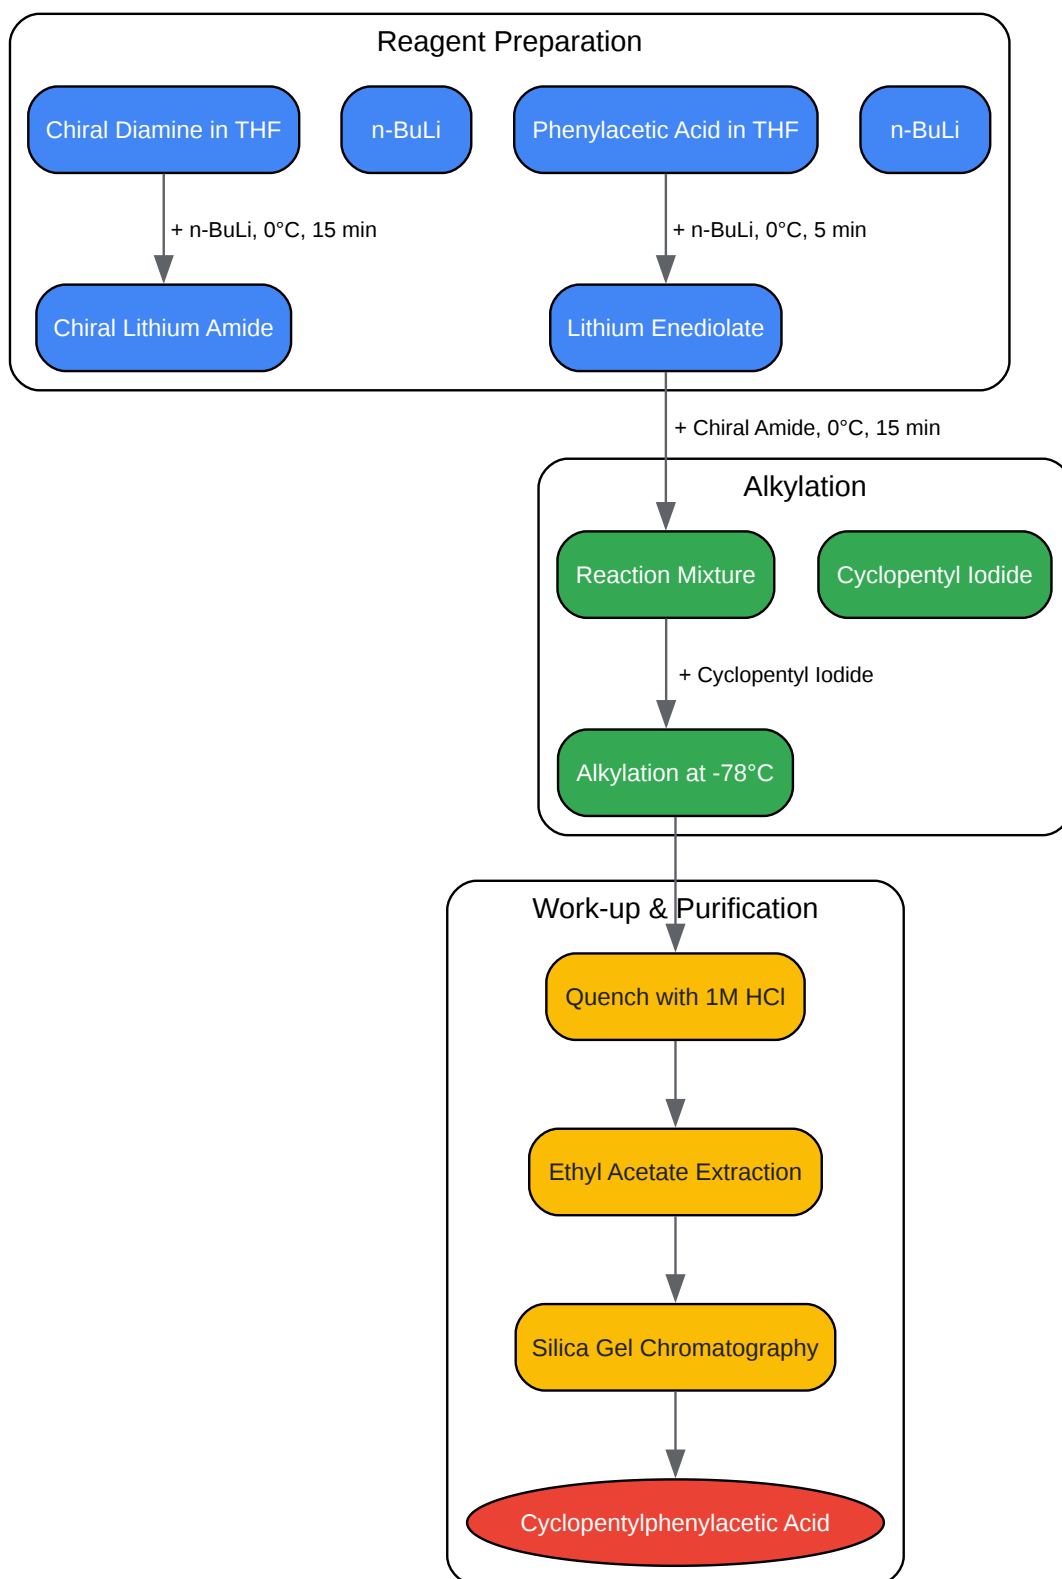 Reagent Preparation
Chiral Diamine in THF
n-BuLi
Phenylacetic Acid in THF
n-BuLi
+ n-BuLi, 0°C, 15 min
+ n-BuLi, 0°C, 5 min
Chiral Lithium Amide
Lithium Enediolate
+ Chiral Amide, 0°C, 15 min
Alkylation
Reaction Mixture
Cyclopentyl Iodide
+ Cyclopentyl Iodide
Alkylation at -78°C
Work-up & Purification
Quench with 1M HCl
Ethyl Acetate Extraction
Silica Gel Chromatography
Cyclopentylphenylacetic Acid